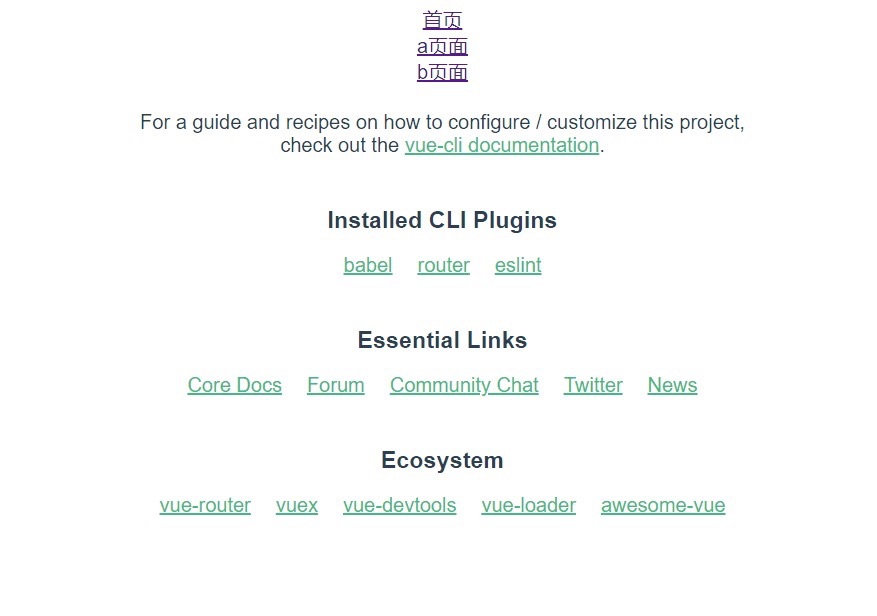 首页
a页面
b页面
For a guide and recipes on how to configure / customize this project,
check out the vue-cli documentation.
Installed CLI Plugins
babel router eslint
Essential Links
Core Docs Forum Community Chat Twitter News
Ecosystem
vue-router vuex vue-devtools vue-loader awesome-vue